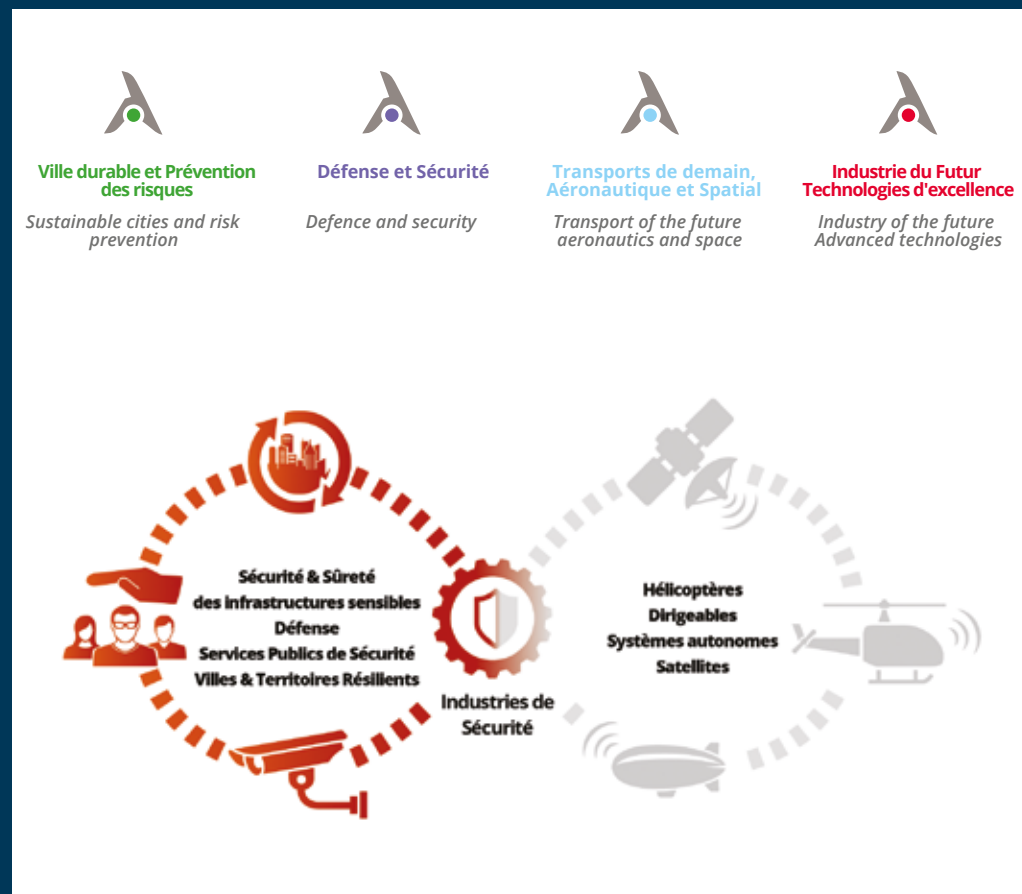 Ville durable et Prévention
des risques
Sustainable cities and risk
prevention
Défense et Sécurité
Defence and security
Transports de demain,
Aéronautique et Spatial
Transport of the future
aeronautics and space
Industrie du Futur
Technologies d'excellence
Industry of the future
Advanced technologies
Sécurité & Sûreté
des infrastructures sensibles
Défense
Services Publics de Sécurité
Villes & Territoires Résilients
Industries de
Sécurité
Hélicoptères
Dirigeables
Systèmes autonomes
Satellites